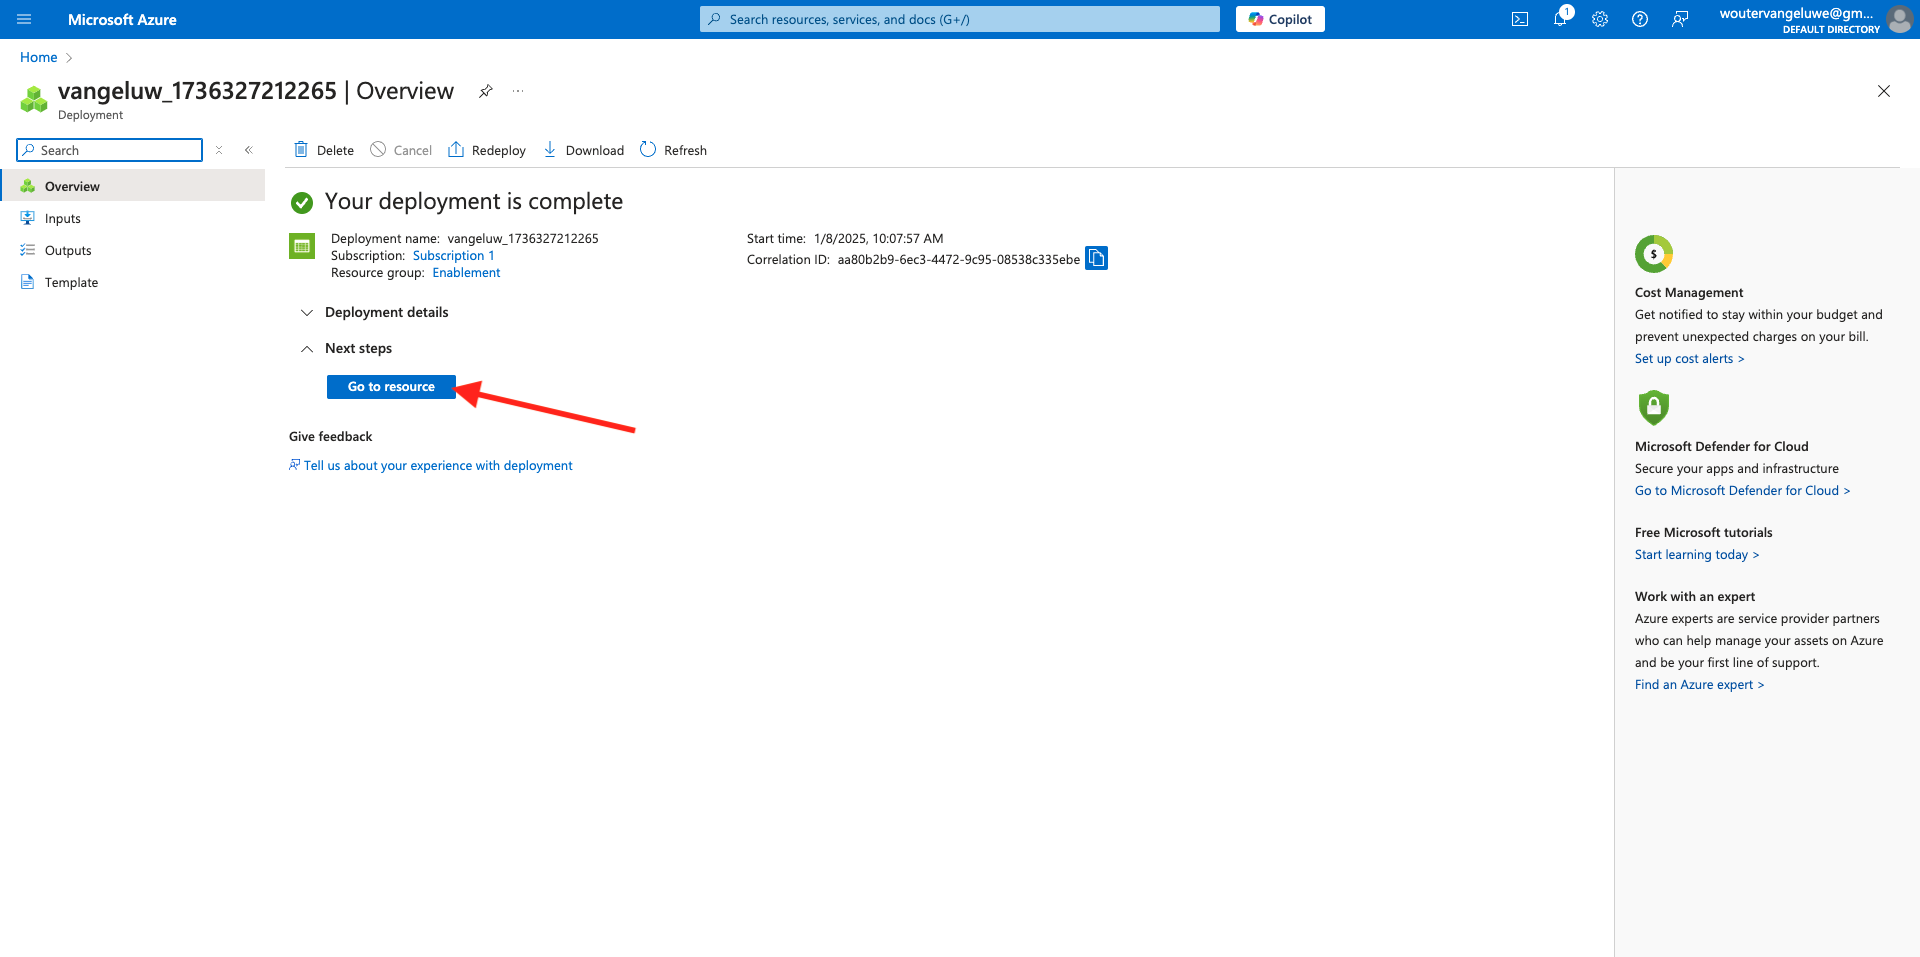 Microsoft Azure
Search resources, services, and docs (G+/)
Copilot
1
woutervangeluwe@gm...
DEFAULT DIRECTORY
Home
vangeluw_1736327212265 | Overview
Deployment
Search
Delete
Cancel
Redeploy
Download
Refresh
Overview
Inputs
Outputs
Template
Your deployment is complete
Deployment name: vangeluw_1736327212265
Subscription: Subscription 1
Resource group: Enablement
Start time: 1/8/2025, 10:07:57 AM
Correlation ID: aa80b2b9-6ec3-4472-9c95-08538c335ebe
Deployment details
Next steps
Go to resource
Give feedback
Tell us about your experience with deployment
$
Cost Management
Get notified to stay within your budget and
prevent unexpected charges on your bill.
Set up cost alerts >
Microsoft Defender for Cloud
Secure your apps and infrastructure
Go to Microsoft Defender for Cloud >
Free Microsoft tutorials
Start learning today >
Work with an expert
Azure experts are service provider partners
who can help manage your assets on Azure
and be your first line of support.
Find an Azure expert >